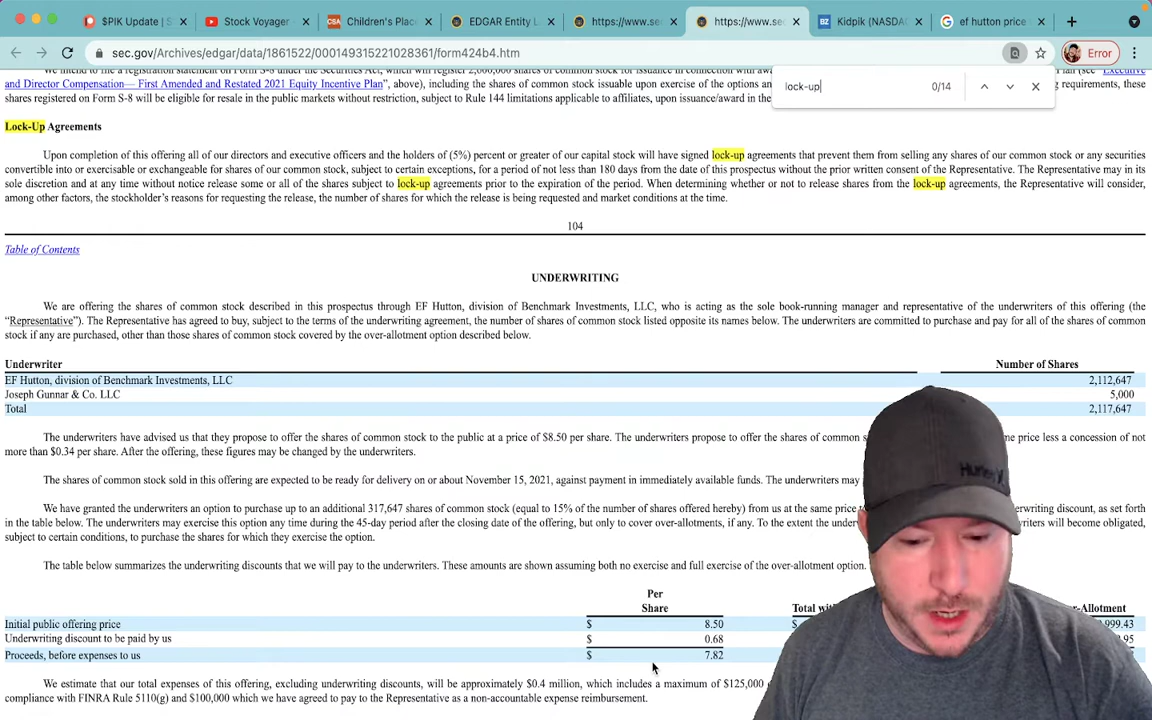 $PIK Update | S
Stock Voyager
Children's Plac
EDGAR Entity L
https://www.sec
https://www.sec
Kidpik (NASDA
ef hutton price
sec.gov/Archives/edgar/data/1861522/000149315221028361/form424b4.htm
Error
lock-up
0/14
and Director Compensation— First Amended and Restated 2021 Equity Incentive Plan", above), including the shares of common stock issuable upon exercise of the options an
g requirements, these
shares registered on Form S-8 will be eligible for resale in the public markets without restriction, subject to Rule 144 limitations applicable to affiliates, upon issuance/award in the
Lock-Up Agreements
Upon completion of this offering all of our directors and executive officers and the holders of (5%) percent or greater of our capital stock will have signed lock-up agreements that prevent them from selling any shares of our common stock or any securities
convertible into or exercisable or exchangeable for shares of our common stock, subject to certain exceptions, for a period of not less than 180 days from the date of this prospectus without the prior written consent of the Representative. The Representative may in its
sole discretion and at any time without notice release some or all of the shares subject to lock-up agreements prior to the expiration of the period. When determining whether or not to release shares from the lock-up agreements, the Representative will consider,
among other factors, the stockholder's reasons for requesting the release, the number of shares for which the release is being requested and market conditions at the time.
104
Table of Contents
UNDERWRITING
We are offering the shares of common stock described in this prospectus through EF Hutton, division of Benchmark Investments, LLC, who is acting as the sole book-running manager and representative of the underwriters of this offering (the
"Representative"). The Representative has agreed to buy, subject to the terms of the underwriting agreement, the number of shares of common stock listed opposite its names below. The underwriters are committed to purchase and pay for all of the shares of common
stock if any are purchased, other than those shares of common stock covered by the over-allotment option described below.
Underwriter Number of Shares
EF Hutton, division of Benchmark Investments, LLC 2,112,647
Joseph Gunnar & Co. LLC 5,000
Total 2,117,647
The underwriters have advised us that they propose to offer the shares of common stock to the public at a price of $8.50 per share. The underwriters propose to offer the shares of common s
me price less a concession of not
more than $0.34 per share. After the offering, these figures may be changed by the underwriters.
The shares of common stock sold in this offering are expected to be ready for delivery on or about November 15, 2021, against payment in immediately available funds. The underwriters may
We have granted the underwriters an option to purchase up to an additional 317,647 shares of common stock (equal to 15% of the number of shares offered hereby) from us at the same price
erwriting discount, as set forth
in the table below. The underwriters may exercise this option any time during the 45-day period after the closing date of the offering, but only to cover over-allotments, if any. To the extent the under
writers will become obligated,
subject to certain conditions, to purchase the shares for which they exercise the option.
The table below summarizes the underwriting discounts that we will pay to the underwriters. These amounts are shown assuming both no exercise and full exercise of the over-allotment option.
Per
Share Total wi r-Allotment
Initial public offering price $ 8.50 $ ,999.43
Underwriting discount to be paid by us $ 0.68 .95
Proceeds, before expenses to us $ 7.82
We estimate that our total expenses of this offering, excluding underwriting discounts, will be approximately $0.4 million, which includes a maximum of $125,000
compliance with FINRA Rule 5110(g) and $100,000 which we have agreed to pay to the Representative as a non-accountable expense reimbursement.
Hurley